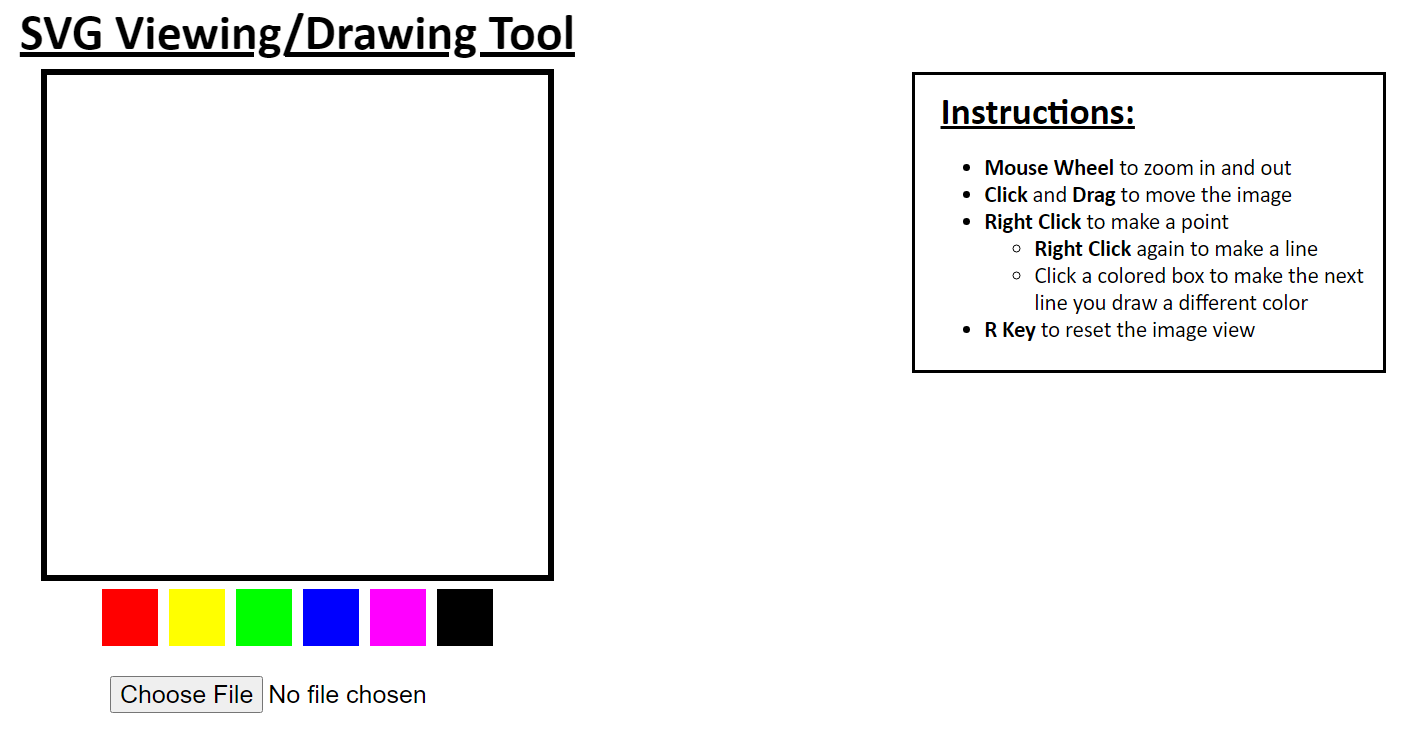 SVG Viewing/Drawing Tool
Instructions:
Mouse Wheel to zoom in and out
Click and Drag to move the image
Right Click to make a point
Right Click again to make a line
Click a colored box to make the next
line you draw a different color
R Key to reset the image view
Choose File No file chosen